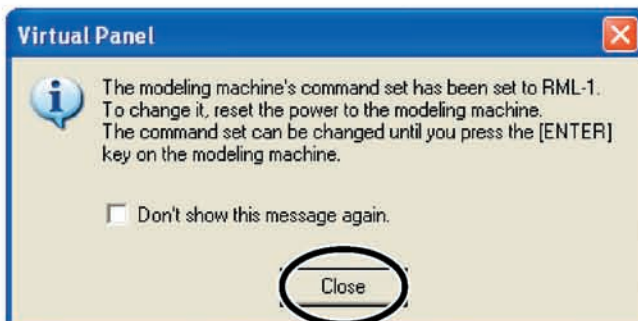 Virtual Panel
The modeling machine's command set has been set to RML-1.
To change it, reset the power to the modeling machine.
The command set can be changed until you press the [ENTER]
key on the modeling machine.
Don't show this message again.
Close